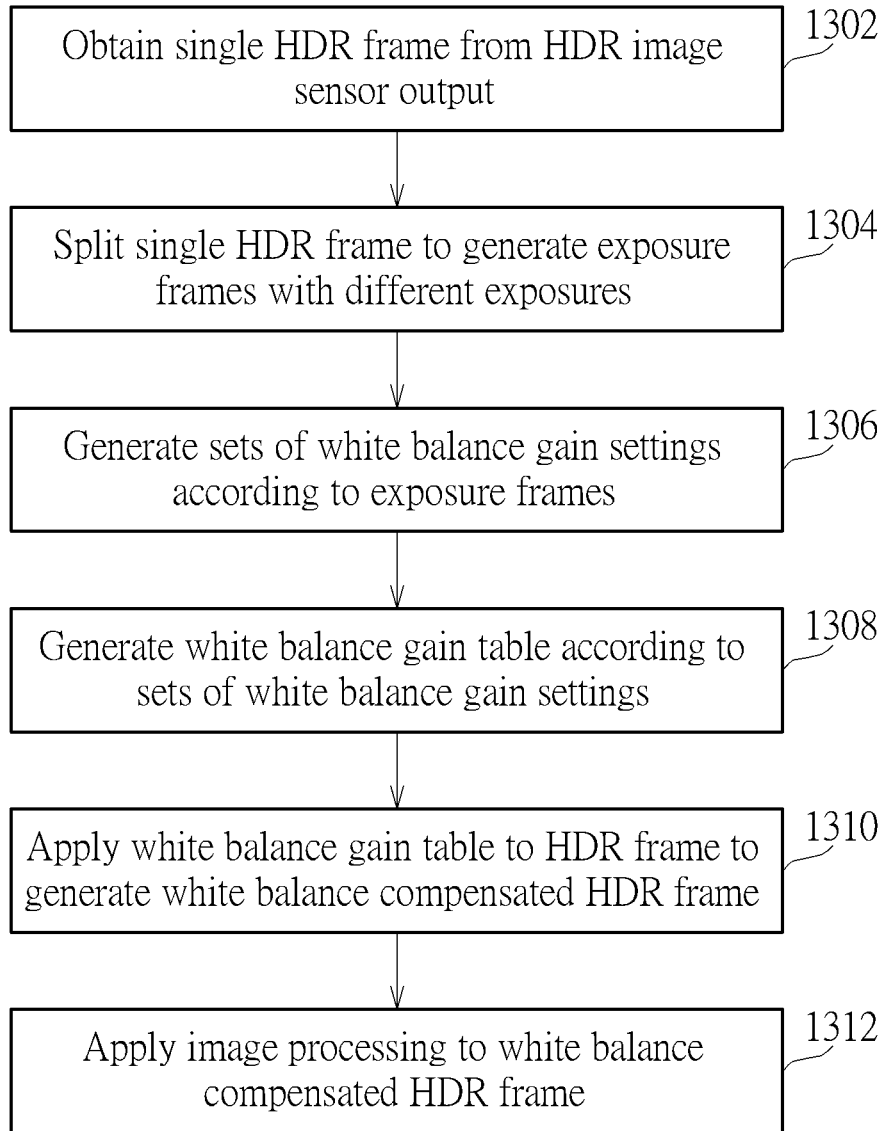 1302
Obtain single HDR frame from HDR image
sensor output
1304
Split single HDR frame to generate exposure
frames with different exposures
1306
Generate sets of white balance gain settings
according to exposure frames
1308
Generate white balance gain table according to
sets of white balance gain settings
1310
Apply white balance gain table to HDR frame to
generate white balance compensated HDR frame
1312
Apply image processing to white balance
compensated HDR frame